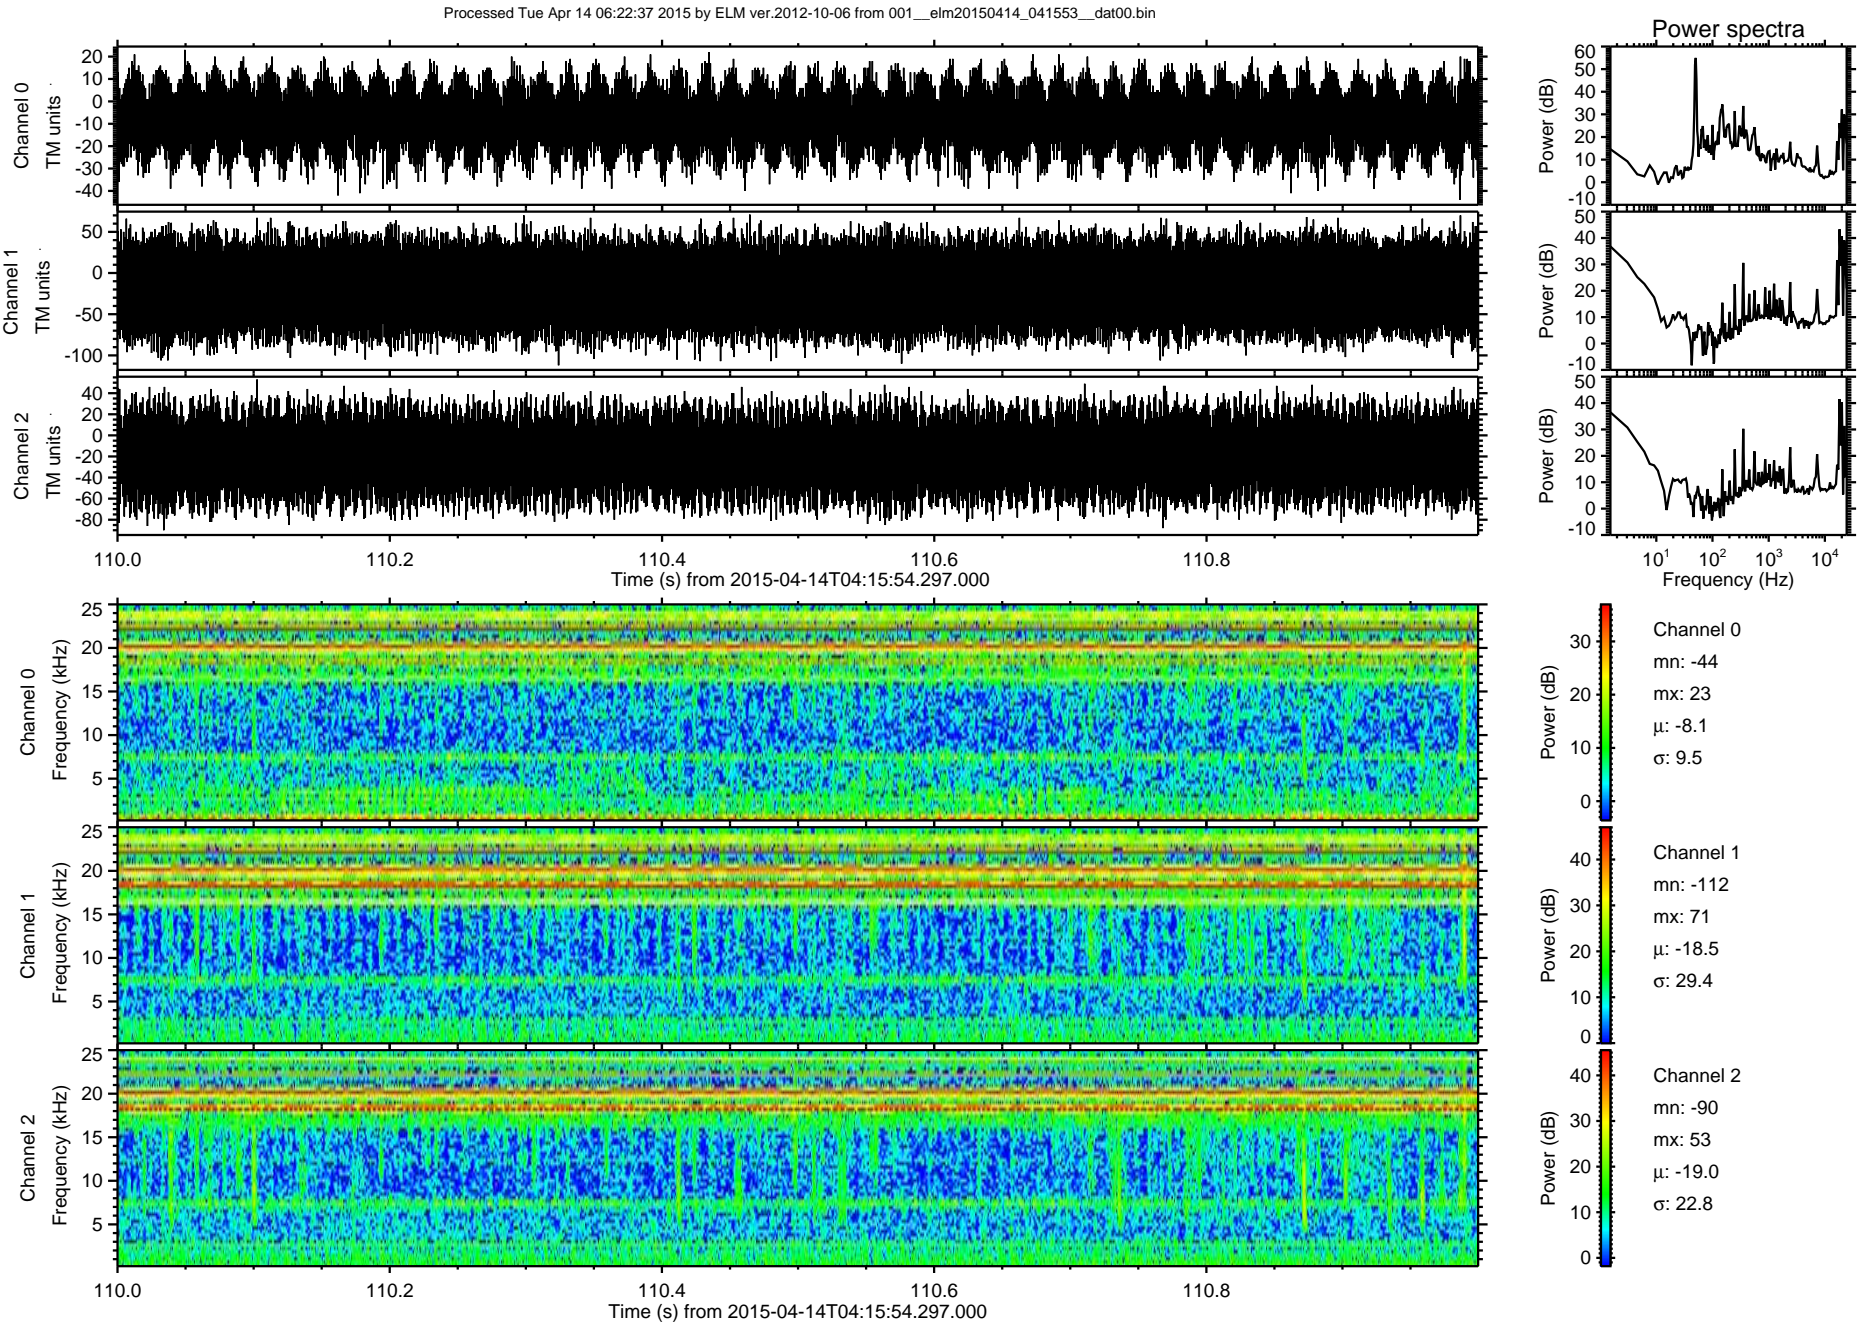 Processed Tue Apr 14 06:22:37 2015 by ELM ver.2012-10-06 from 001__elm20150414_041553__dat00.bin
Power spectra
Channel 0
TM units
20
10
0
-10
-20
-30
-40
Power (dB)
60
50
40
30
20
10
0
-10
Channel 1
TM units
50
0
-50
-100
Power (dB)
50
40
30
20
10
0
-10
Channel 2
TM units
40
20
0
-20
-40
-60
-80
Power (dB)
50
40
30
20
10
0
-10
110.0 110.2 110.4 110.6 110.8
Time (s) from 2015-04-14T04:15:54.297.000
10^1 10^2 10^3 10^4
Frequency (Hz)
Channel 0
Frequency (kHz)
25
20
15
10
5
Power (dB)
30
20
10
0
Channel 0
mn: -44
mx: 23
μ: -8.1
σ: 9.5
Channel 1
Frequency (kHz)
25
20
15
10
5
Power (dB)
40
30
20
10
0
Channel 1
mn: -112
mx: 71
μ: -18.5
σ: 29.4
Channel 2
Frequency (kHz)
25
20
15
10
5
Power (dB)
40
30
20
10
0
Channel 2
mn: -90
mx: 53
μ: -19.0
σ: 22.8
110.0 110.2 110.4 110.6 110.8
Time (s) from 2015-04-14T04:15:54.297.000